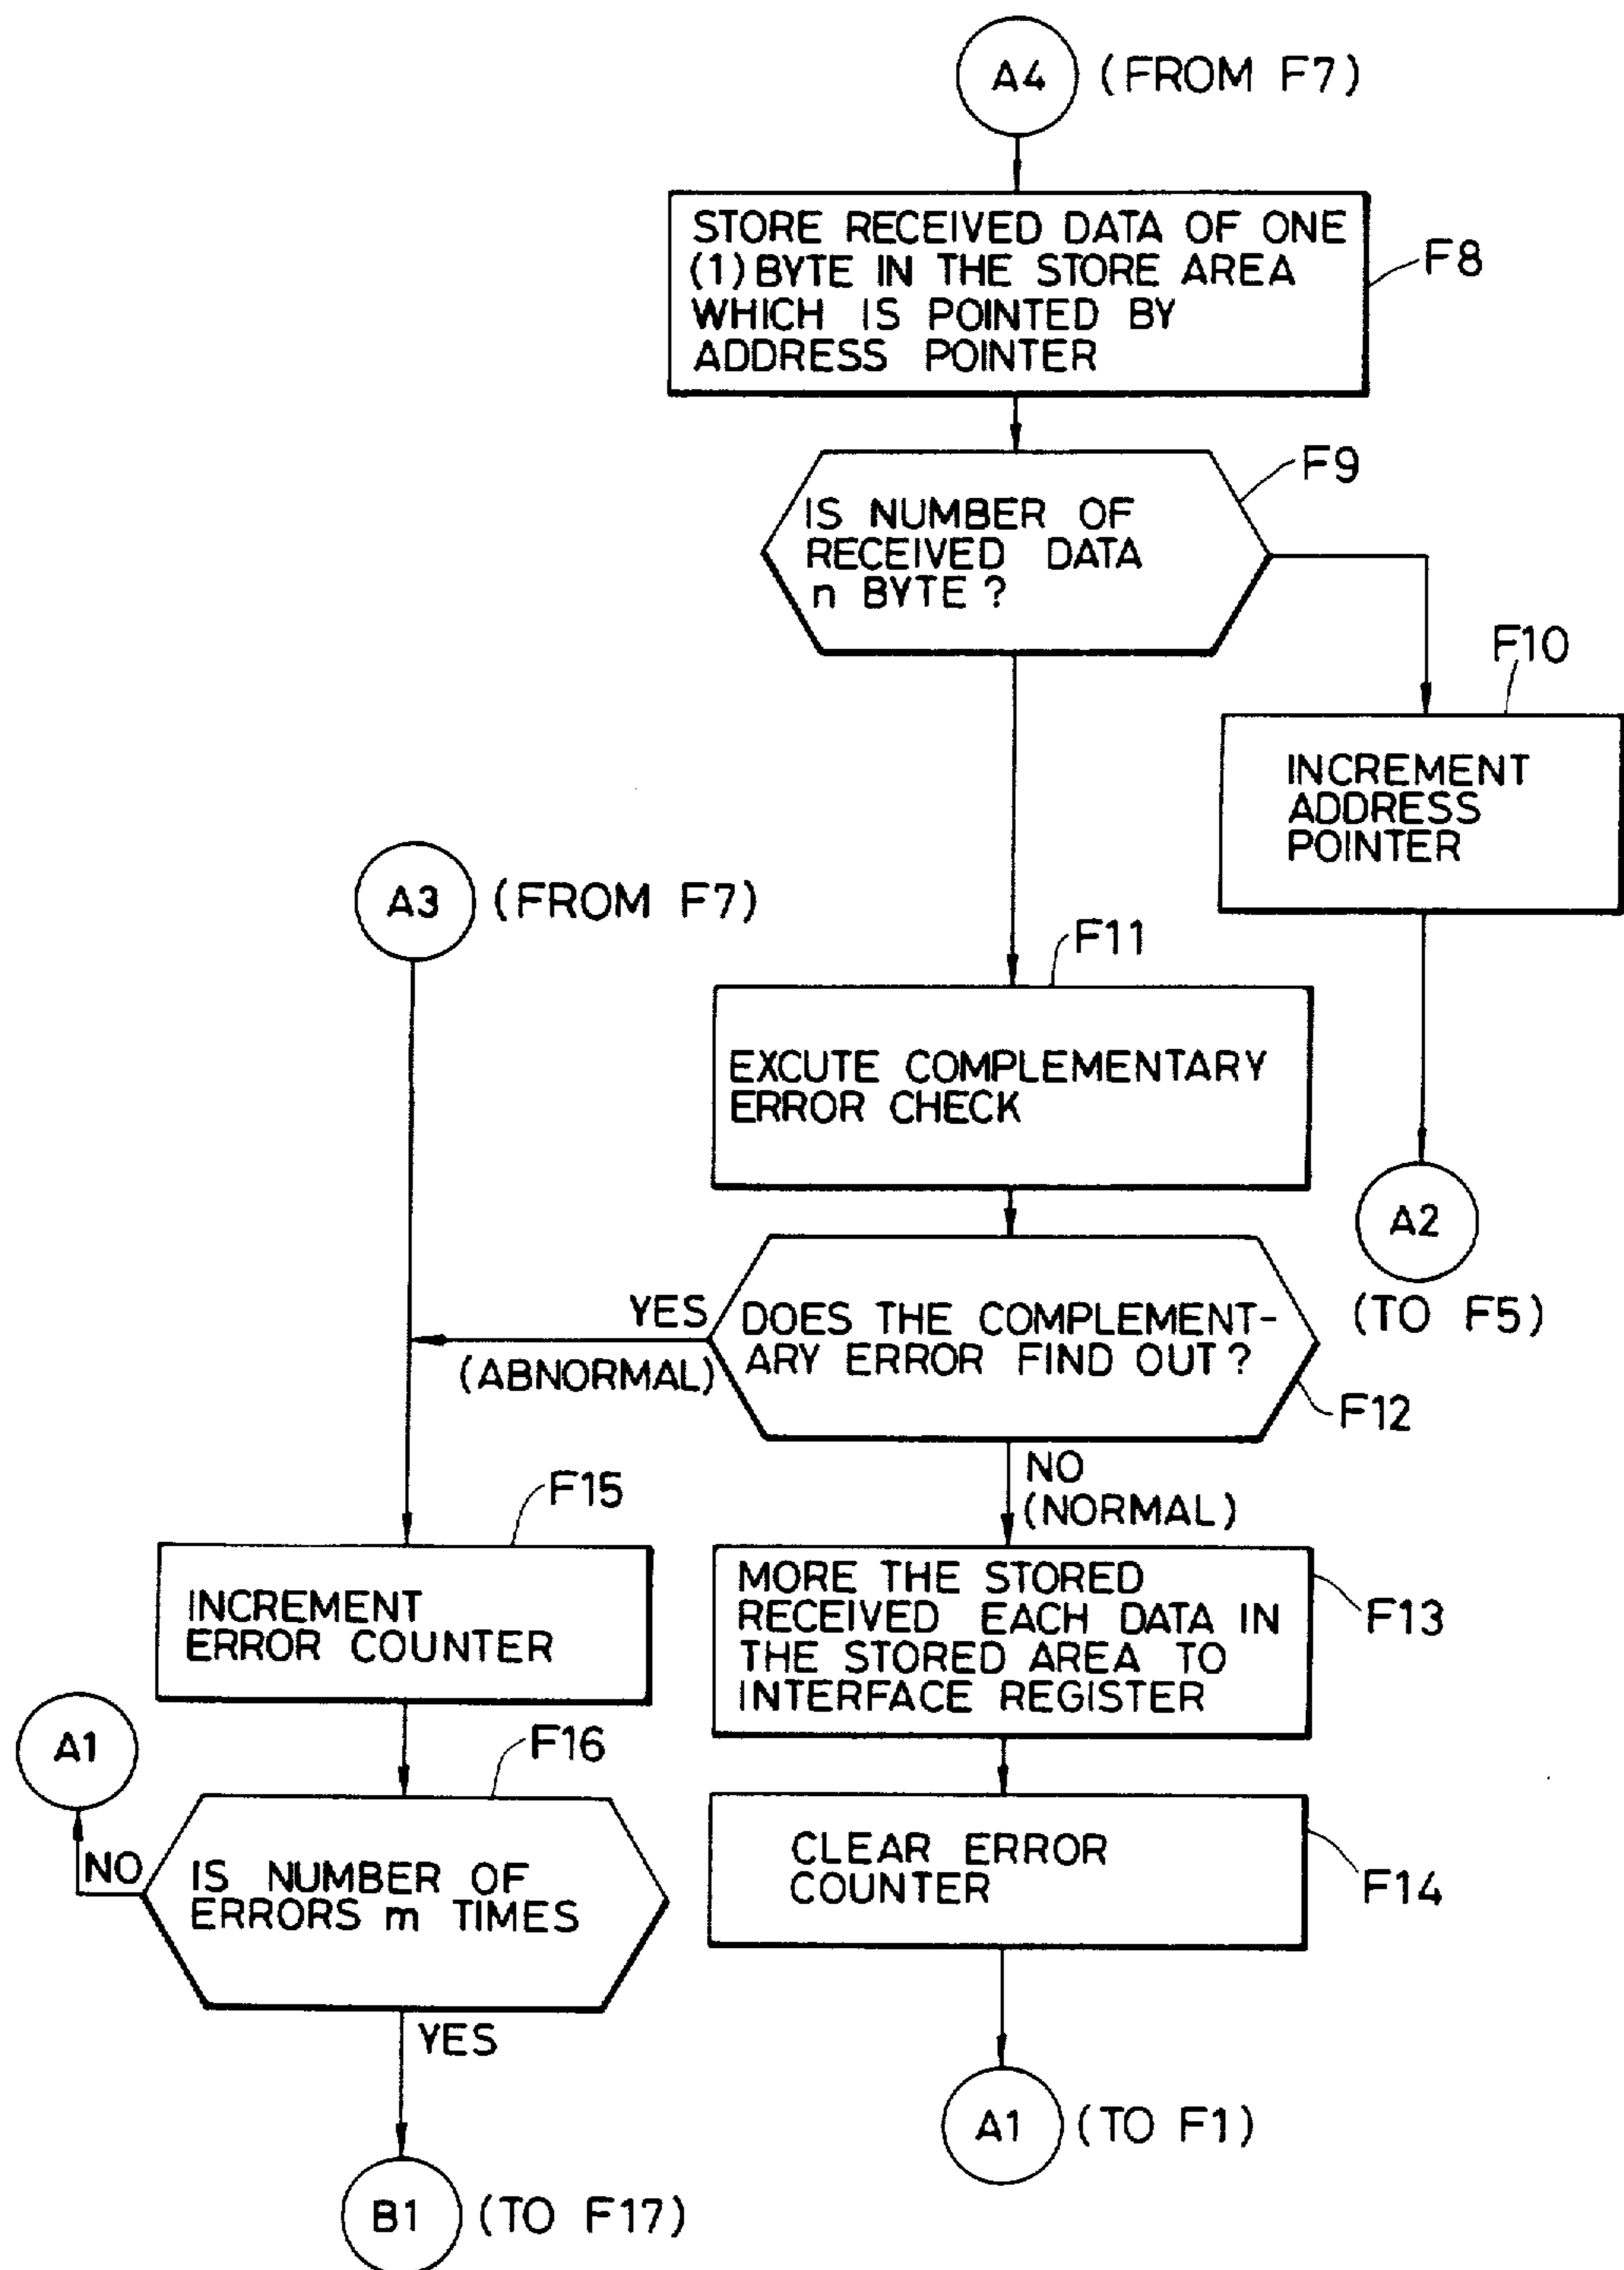 A4 (FROM F7)
STORE RECEIVED DATA OF ONE
(1) BYTE IN THE STORE AREA
WHICH IS POINTED BY
ADDRESS POINTER
F8
F9
IS NUMBER OF
RECEIVED DATA
n BYTE?
F10
INCREMENT
ADDRESS
POINTER
A3 (FROM F7)
F11
EXCUTE COMPLEMENTARY
ERROR CHECK
A2
(TO F5)
YES
(ABNORMAL)
DOES THE COMPLEMENT-
ARY ERROR FIND OUT?
F12
NO
(NORMAL)
F15
INCREMENT
ERROR COUNTER
MORE THE STORED
RECEIVED EACH DATA IN
THE STORED AREA TO
INTERFACE REGISTER
F13
A1
F16
NO
IS NUMBER OF
ERRORS m TIMES
CLEAR ERROR
COUNTER
F14
YES
A1 (TO F1)
B1 (TO F17)